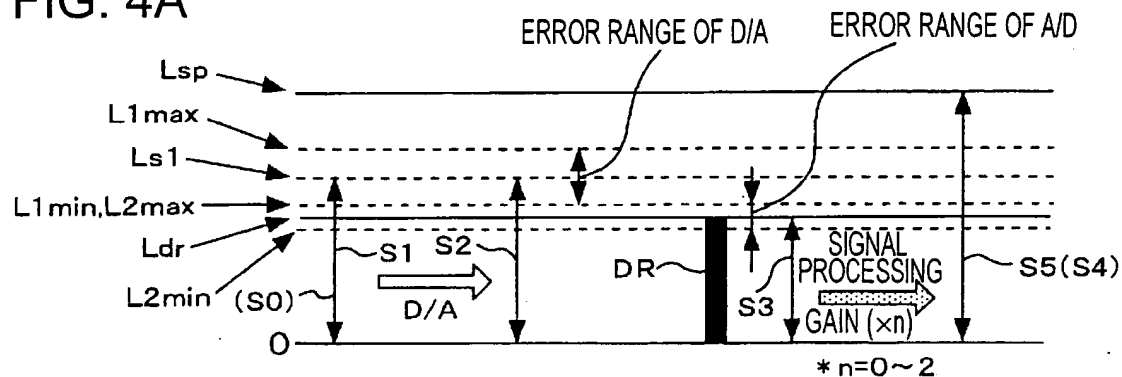 FIG. 4A
ERROR RANGE OF D/A
ERROR RANGE OF A/D
Lsp
L1max
Ls1
L1min,L2max
Ldr
L2min
(S0)
S1
D/A
S2
DR
S3
SIGNAL
PROCESSING
GAIN (×n)
S5(S4)
0
*n=0~2